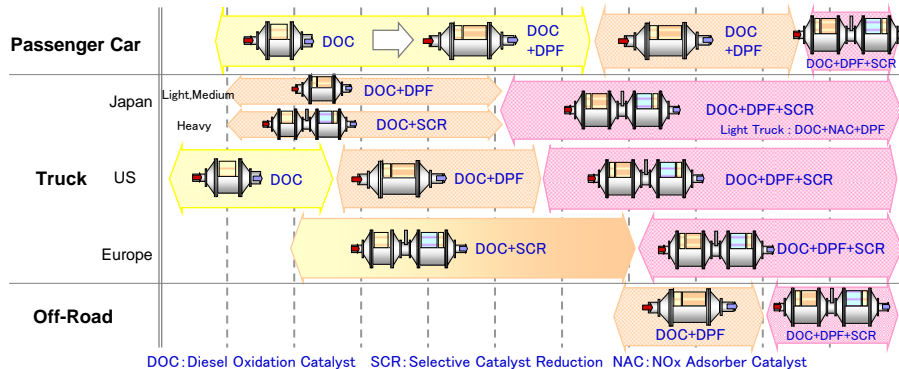 Passenger Car
DOC
DOC
+DPF
DOC
+DPF
DOC+DPF+SCR
Truck
Japan
Light,Medium
DOC+DPF
Heavy
DOC+SCR
DOC+DPF+SCR
Light Truck : DOC+NAC+DPF
US
DOC
DOC+DPF
DOC+DPF+SCR
Europe
DOC+SCR
DOC+DPF+SCR
Off-Road
DOC+DPF
DOC+DPF+SCR
DOC：Diesel Oxidation Catalyst SCR：Selective Catalyst Reduction NAC：NOx Adsorber Catalyst